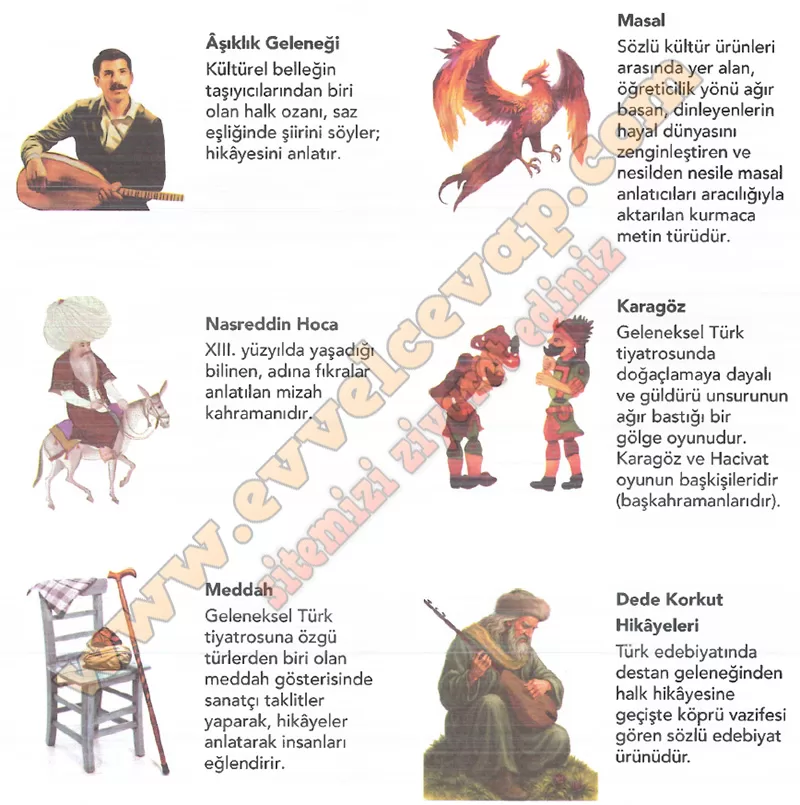 Âşıklık Geleneği
Kültürel belleğin
taşıyıcılarından biri
olan halk ozanı, saz
eşliğinde şiirini söyler;
hikâyesini anlatır.
Masal
Sözlü kültür ürünleri
arasında yer alan,
öğreticilik yönü ağır
basan, dinleyenlerin
hayal dünyasını
zenginleştiren ve
nesilden nesile masal
anlatıcıları aracılığıyla
aktarılan kurmaca
metin türüdür.
Nasreddin Hoca
XIII. yüzyılda yaşadığı
bilinen, adına fıkralar
anlatılan mizah
kahramanıdır.
Karagöz
Geleneksel Türk
tiyatrosunda
doğaçlamaya dayalı
ve güldürü unsurunun
ağır bastığı bir
gölge oyunudur.
Karagöz ve Hacivat
oyunun başkişileridir
(başkahramanlarıdır).
Meddah
Geleneksel Türk
tiyatrosuna özgü
türlerden biri olan
meddah gösterisinde
sanatçı taklitler
yaparak, hikâyeler
anlatarak insanları
eğlendirir.
Dede Korkut
Hikâyeleri
Türk edebiyatında
destan geleneğinden
halk hikâyesine
geçişte köprü vazifesi
gören sözlü edebiyat
ürünüdür.
www.evvelcevap.com
sitemizi ziyaret ediniz